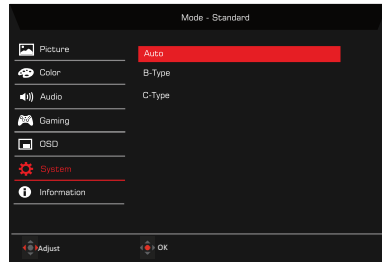 Mode - Standard
Picture
Auto
Color
B-Type
Audio
C-Type
Gaming
OSD
System
Information
Adjust
OK